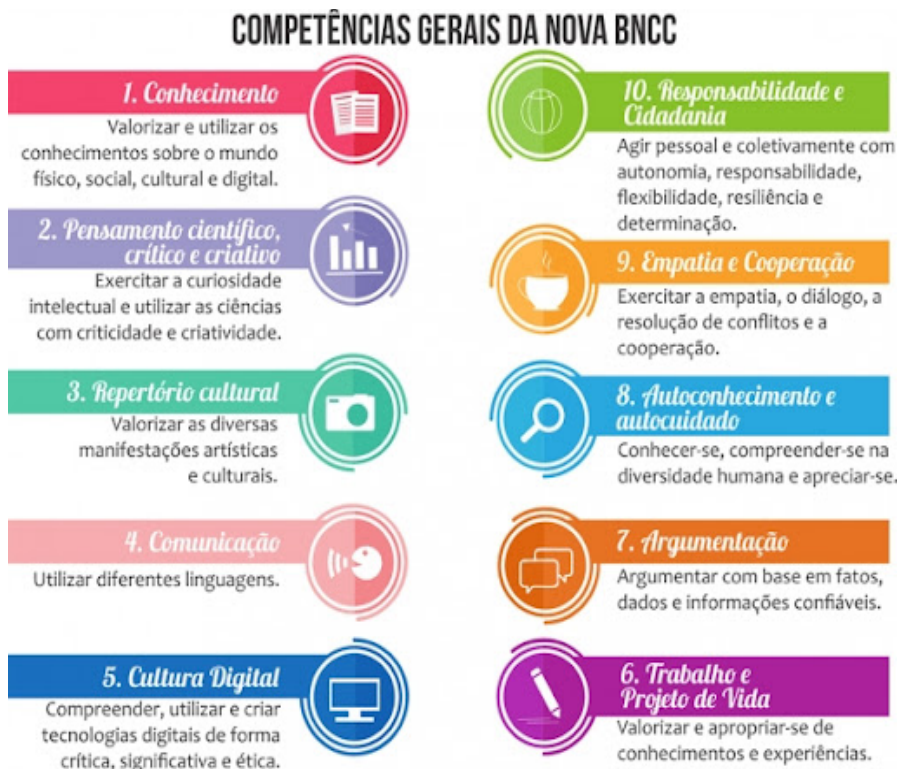 COMPETÊNCIAS GERAIS DA NOVA BNCC
1. Conhecimento
Valorizar e utilizar os
conhecimentos sobre o mundo
físico, social, cultural e digital.
2. Pensamento científico,
crítico e criativo
Exercitar a curiosidade
intelectual e utilizar as ciências
com criticidade e criatividade.
3. Repertório cultural
Valorizar as diversas
manifestações artísticas
e culturais.
4. Comunicação
Utilizar diferentes linguagens.
5. Cultura Digital
Compreender, utilizar e criar
tecnologias digitais de forma
crítica, significativa e ética.
10. Responsabilidade e
Cidadania
Agir pessoal e coletivamente com
autonomia, responsabilidade,
flexibilidade, resiliência e
determinação.
9. Empatia e Cooperação
Exercitar a empatia, o diálogo, a
resolução de conflitos e a
cooperação.
8. Autoconhecimento e
autocuidado
Conhecer-se, compreender-se na
diversidade humana e apreciar-se.
7. Argumentação
Argumentar com base em fatos,
dados e informações confiáveis.
6. Trabalho e
Projeto de Vida
Valorizar e apropriar-se de
conhecimentos e experiências.